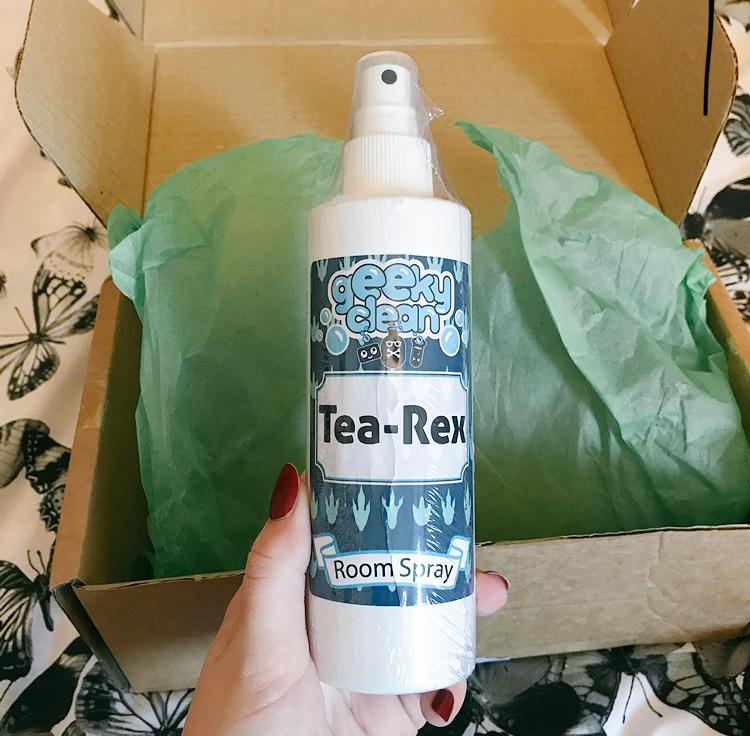 geeky
clean
Tea-Rex
Room Spray